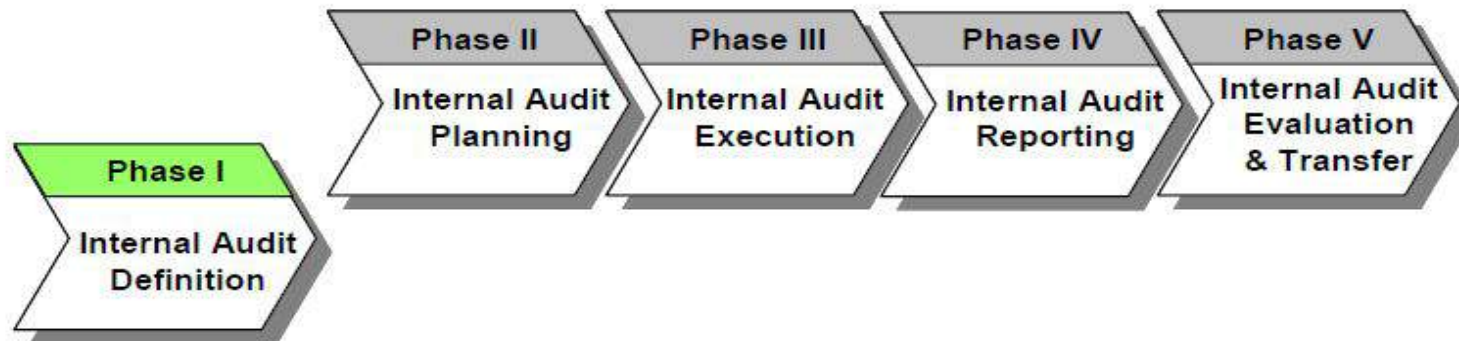 Phase I
Internal Audit
Definition
Phase II
Internal Audit
Planning
Phase III
Internal Audit
Execution
Phase IV
Internal Audit
Reporting
Phase V
Internal Audit
Evaluation
& Transfer